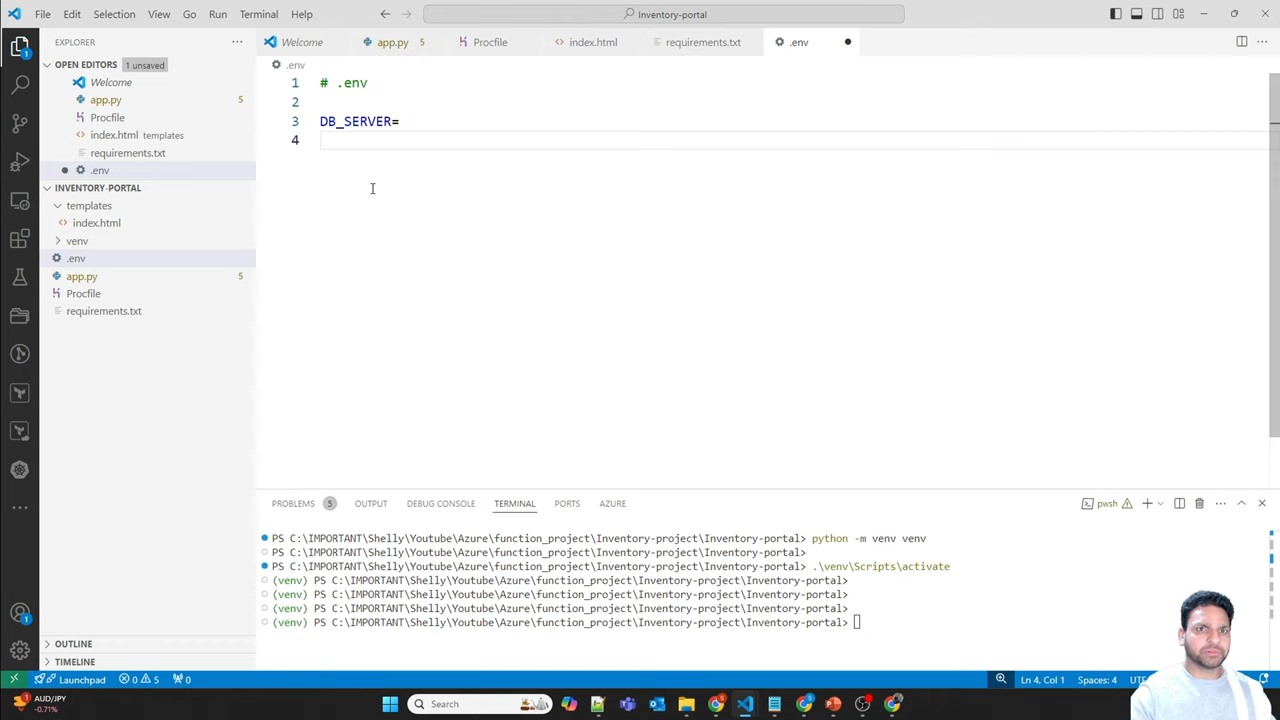 File Edit Selection View Go Run Terminal Help
Inventory-portal
EXPLORER
OPEN EDITORS 1 unsaved
Welcome
app.py 5
Procfile
index.html templates
requirements.txt
.env
INVENTORY-PORTAL
templates
index.html
venv
.env
app.py 5
Procfile
requirements.txt
OUTLINE
TIMELINE
Welcome app.py 5 Procfile index.html requirements.txt .env
.env
1 # .env
2
3 DB_SERVER=
4
PROBLEMS 5 OUTPUT DEBUG CONSOLE TERMINAL PORTS AZURE
pwsh
PS C:\IMPORTANT\Shelly\Youtube\Azure\function_project\Inventory-project\Inventory-portal> python -m venv venv
PS C:\IMPORTANT\Shelly\Youtube\Azure\function_project\Inventory-project\Inventory-portal>
PS C:\IMPORTANT\Shelly\Youtube\Azure\function_project\Inventory-project\Inventory-portal> .\venv\Scripts\activate
(venv) PS C:\IMPORTANT\Shelly\Youtube\Azure\function_project\Inventory-project\Inventory-portal>
(venv) PS C:\IMPORTANT\Shelly\Youtube\Azure\function_project\Inventory-project\Inventory-portal>
(venv) PS C:\IMPORTANT\Shelly\Youtube\Azure\function_project\Inventory-project\Inventory-portal>
(venv) PS C:\IMPORTANT\Shelly\Youtube\Azure\function_project\Inventory-project\Inventory-portal>
Launchpad 0 5 0 Ln 4, Col 1 Spaces: 4
AUD/JPY
-0.71%
Search